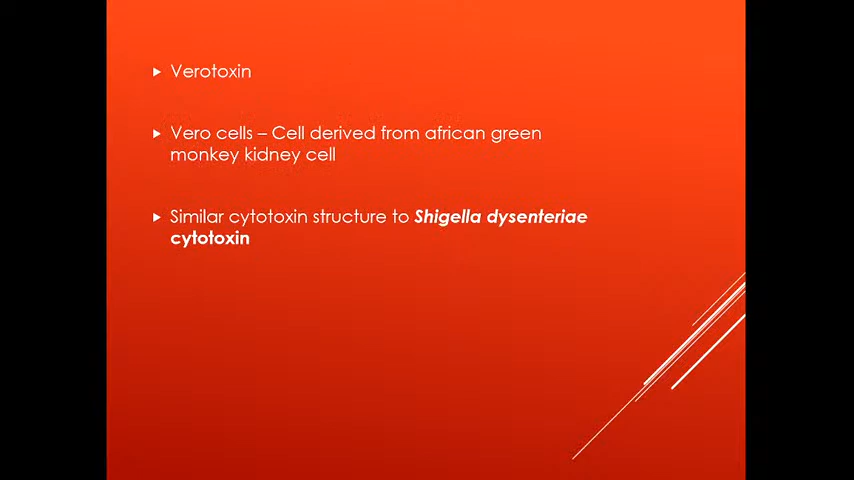 Verotoxin
Vero cells – Cell derived from african green
monkey kidney cell
Similar cytotoxin structure to Shigella dysenteriae
cytotoxin